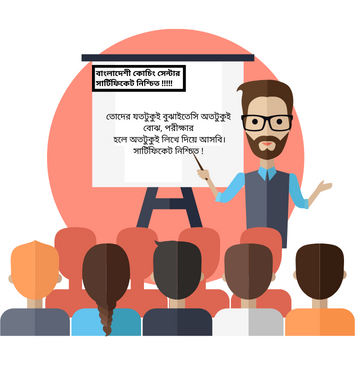 বাংলাদেশী কোচিং সেন্টার
সার্টিফিকেট নিশ্চিত !!!!!
তোদের যতটুকুই বুঝাইতেসি অতটুকুই
বোঝ, পরীক্ষার
হলে অতটুকুই লিখে দিয়ে আসবি।
সার্টিফিকেট নিশ্চিত !